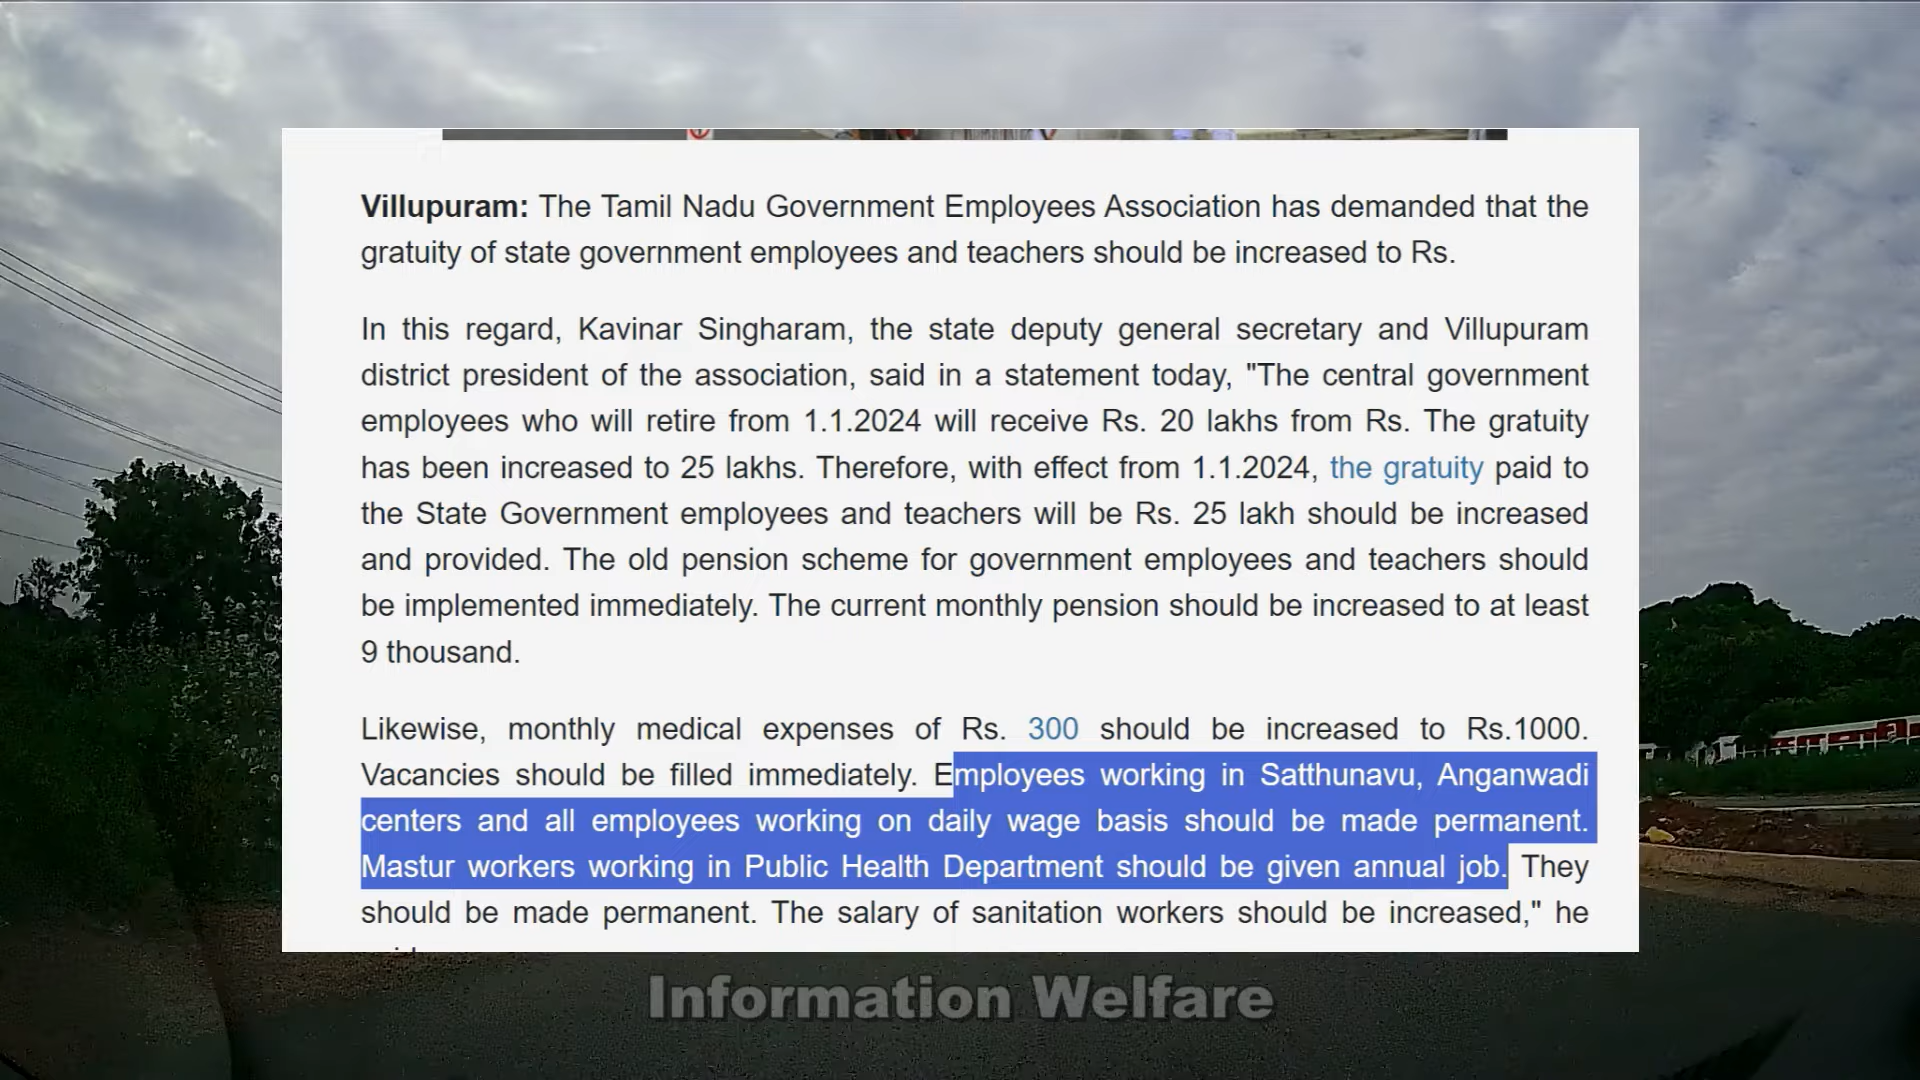 Villupuram: The Tamil Nadu Government Employees Association has demanded that the
gratuity of state government employees and teachers should be increased to Rs.
In this regard, Kavinar Singharam, the state deputy general secretary and Villupuram
district president of the association, said in a statement today, "The central government
employees who will retire from 1.1.2024 will receive Rs. 20 lakhs from Rs. The gratuity
has been increased to 25 lakhs. Therefore, with effect from 1.1.2024, the gratuity paid to
the State Government employees and teachers will be Rs. 25 lakh should be increased
and provided. The old pension scheme for government employees and teachers should
be implemented immediately. The current monthly pension should be increased to at least
9 thousand.
Likewise, monthly medical expenses of Rs. 300 should be increased to Rs.1000.
Vacancies should be filled immediately. Employees working in Satthunavu, Anganwadi
centers and all employees working on daily wage basis should be made permanent.
Mastur workers working in Public Health Department should be given annual job. They
should be made permanent. The salary of sanitation workers should be increased," he
Information Welfare